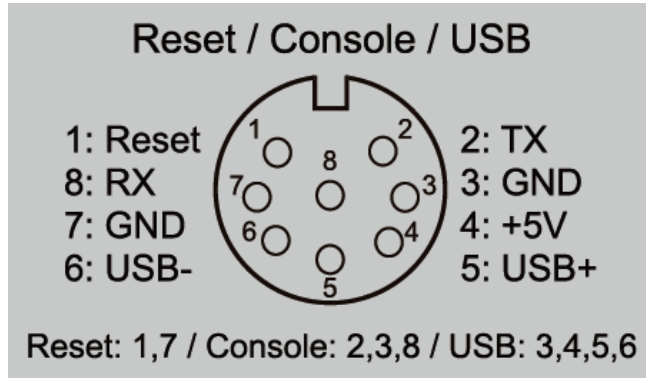 Reset / Console / USB
1: Reset
8: RX
7: GND
6: USB-
1
2
8
7
3
6
4
5
2: TX
3: GND
4: +5V
5: USB+
Reset: 1,7 / Console: 2,3,8 / USB: 3,4,5,6